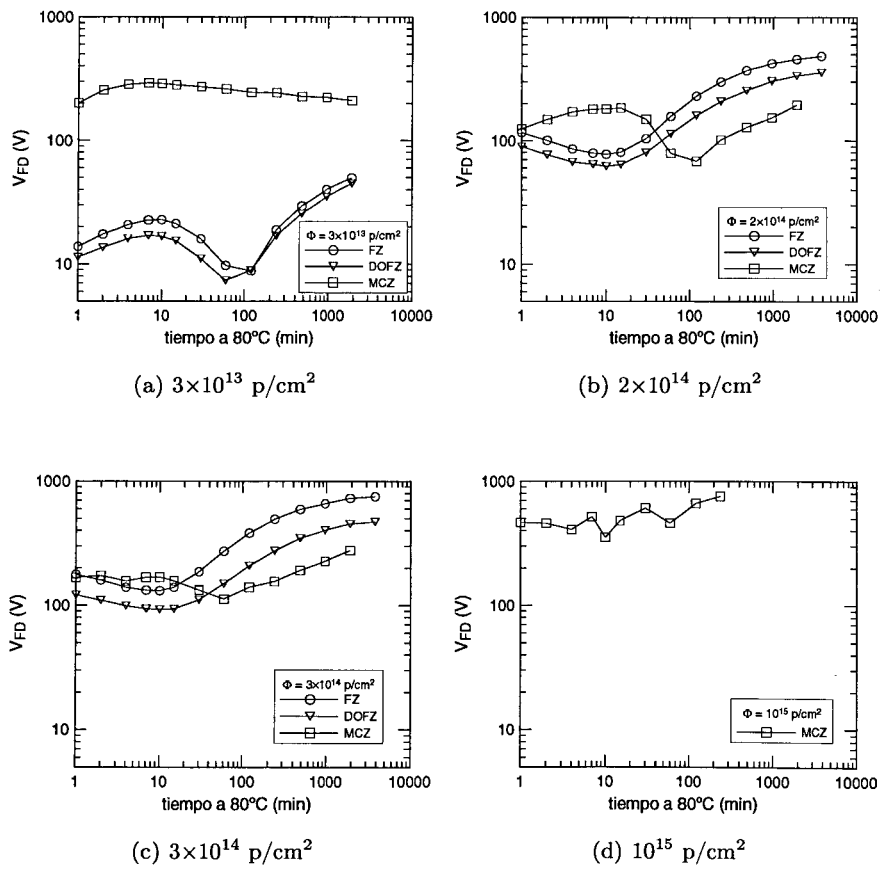 1000
100
10
V_FD (V)
Φ = 3×10¹³ p/cm²
FZ
DOFZ
MCZ
1 10 100 1000 10000
tiempo a 80ºC (min)
(a) 3×10¹³ p/cm²
1000
100
10
V_FD (V)
Φ = 2×10¹⁴ p/cm²
FZ
DOFZ
MCZ
1 10 100 1000 10000
tiempo a 80ºC (min)
(b) 2×10¹⁴ p/cm²
1000
100
10
V_FD (V)
Φ = 3×10¹⁴ p/cm²
FZ
DOFZ
MCZ
1 10 100 1000 10000
tiempo a 80ºC (min)
(c) 3×10¹⁴ p/cm²
1000
100
10
V_FD (V)
Φ = 10¹⁵ p/cm²
MCZ
1 10 100 1000 10000
tiempo a 80ºC (min)
(d) 10¹⁵ p/cm²